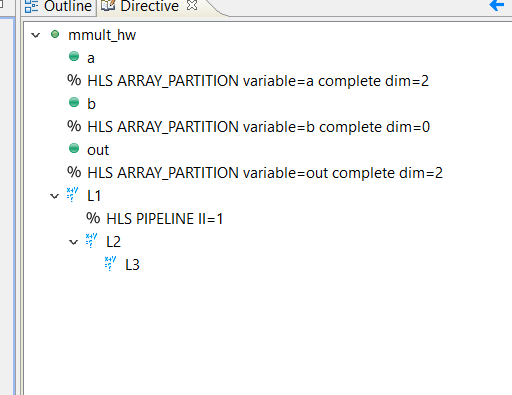 Outline Directive
mmult_hw
a
% HLS ARRAY_PARTITION variable=a complete dim=2
b
% HLS ARRAY_PARTITION variable=b complete dim=0
out
% HLS ARRAY_PARTITION variable=out complete dim=2
L1
% HLS PIPELINE II=1
L2
L3